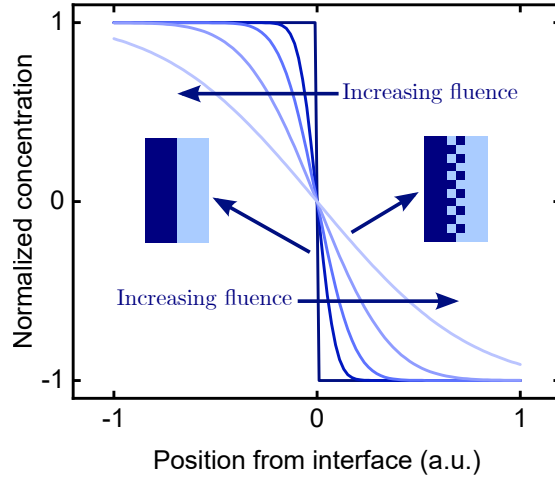 1
Increasing fluence
0
Increasing fluence
-1
-1
0
1
Normalized concentration
Position from interface (a.u.)